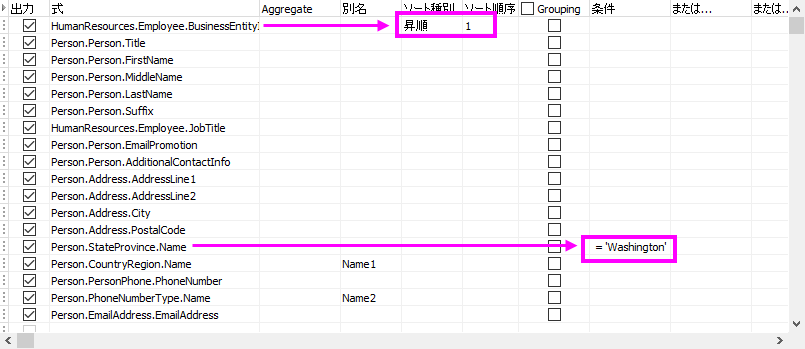 出力 式 Aggregate 別名 ソート種別 ソート順序 Grouping 条件 または... または...
HumanResources.Employee.BusinessEntityI 昇順 1
Person.Person.Title
Person.Person.FirstName
Person.Person.MiddleName
Person.Person.LastName
Person.Person.Suffix
HumanResources.Employee.JobTitle
Person.Person.EmailPromotion
Person.Person.AdditionalContactInfo
Person.Address.AddressLine1
Person.Address.AddressLine2
Person.Address.City
Person.Address.PostalCode
Person.StateProvince.Name = 'Washington'
Person.CountryRegion.Name Name1
Person.PersonPhone.PhoneNumber
Person.PhoneNumberType.Name Name2
Person.EmailAddress.EmailAddress